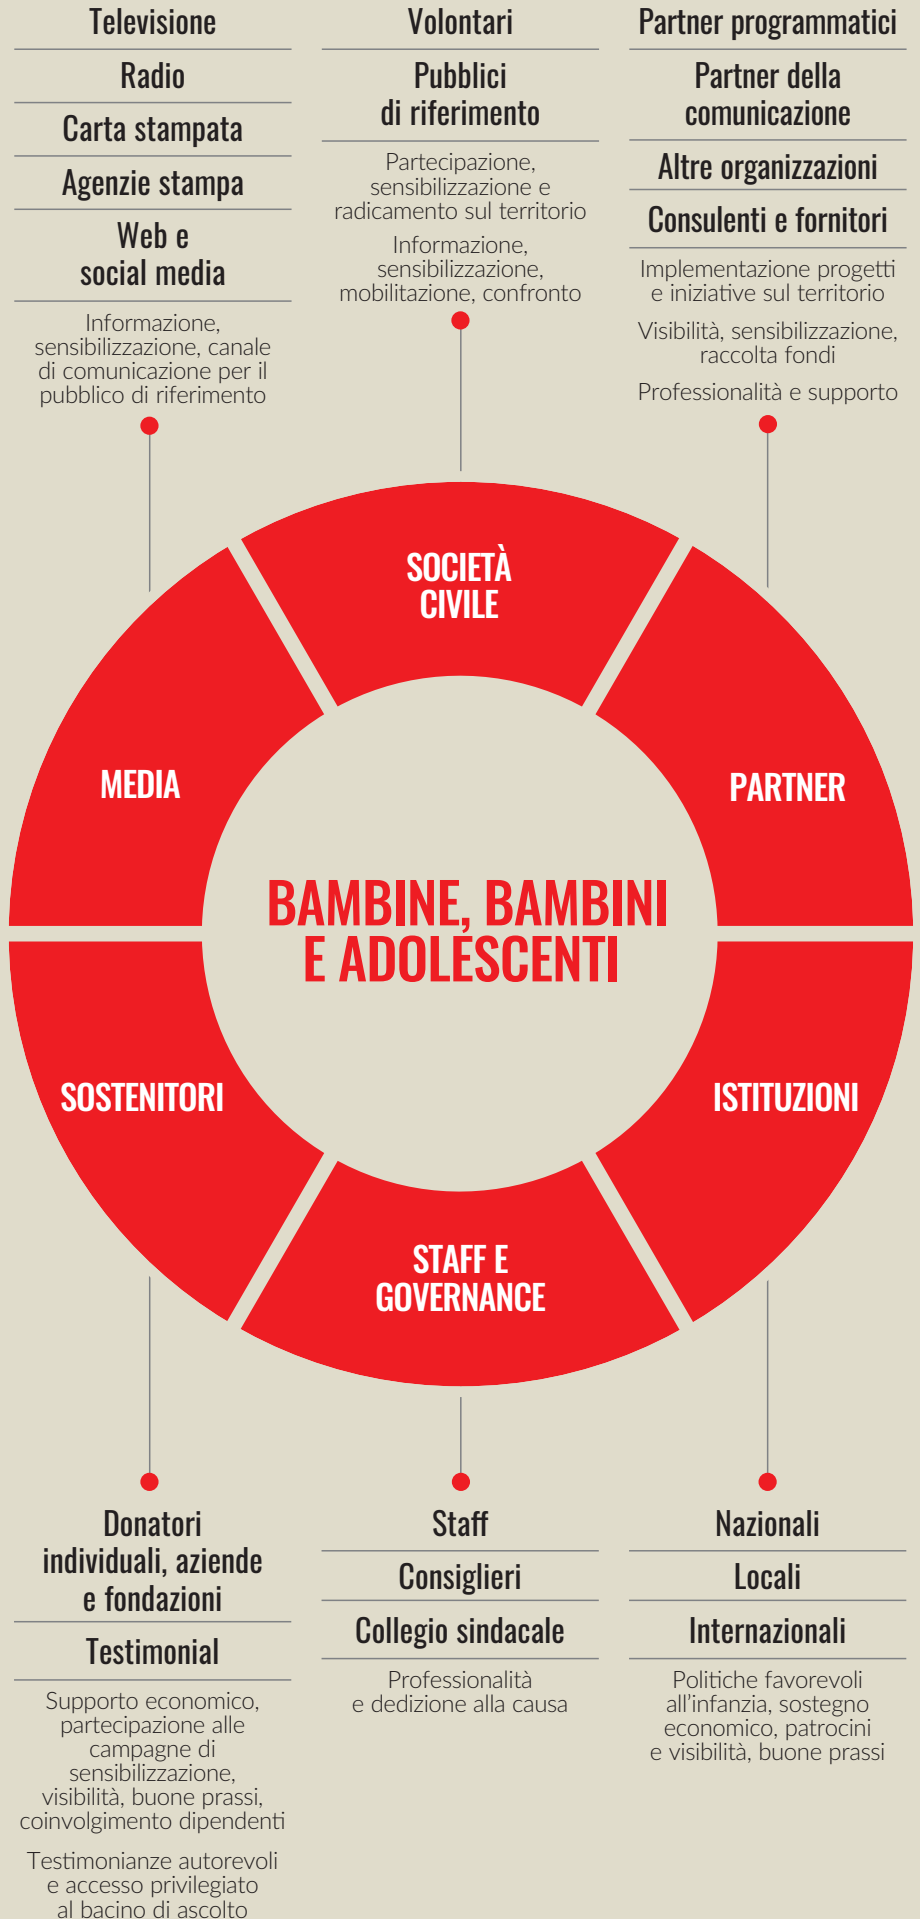 Televisione
Radio
Carta stampata
Agenzie stampa
Web e
social media
Informazione,
sensibilizzazione, canale
di comunicazione per il
pubblico di riferimento
Volontari
Pubblici
di riferimento
Partecipazione,
sensibilizzazione e
radicamento sul territorio
Informazione,
sensibilizzazione,
mobilitazione, confronto
Partner programmatici
Partner della
comunicazione
Altre organizzazioni
Consulenti e fornitori
Implementazione progetti
e iniziative sul territorio
Visibilità, sensibilizzazione,
raccolta fondi
Professionalità e supporto
SOCIETÀ
CIVILE
MEDIA
PARTNER
BAMBINE, BAMBINI
E ADOLESCENTI
SOSTENITORI
ISTITUZIONI
STAFF E
GOVERNANCE
Donatori
individuali, aziende
e fondazioni
Testimonial
Supporto economico,
partecipazione alle
campagne di
sensibilizzazione,
visibilità, buone prassi,
coinvolgimento dipendenti
Testimonianze autorevoli
e accesso privilegiato
al bacino di ascolto
Staff
Consiglieri
Collegio sindacale
Professionalità
e dedizione alla causa
Nazionali
Locali
Internazionali
Politiche favorevoli
all'infanzia, sostegno
economico, patrocini
e visibilità, buone prassi